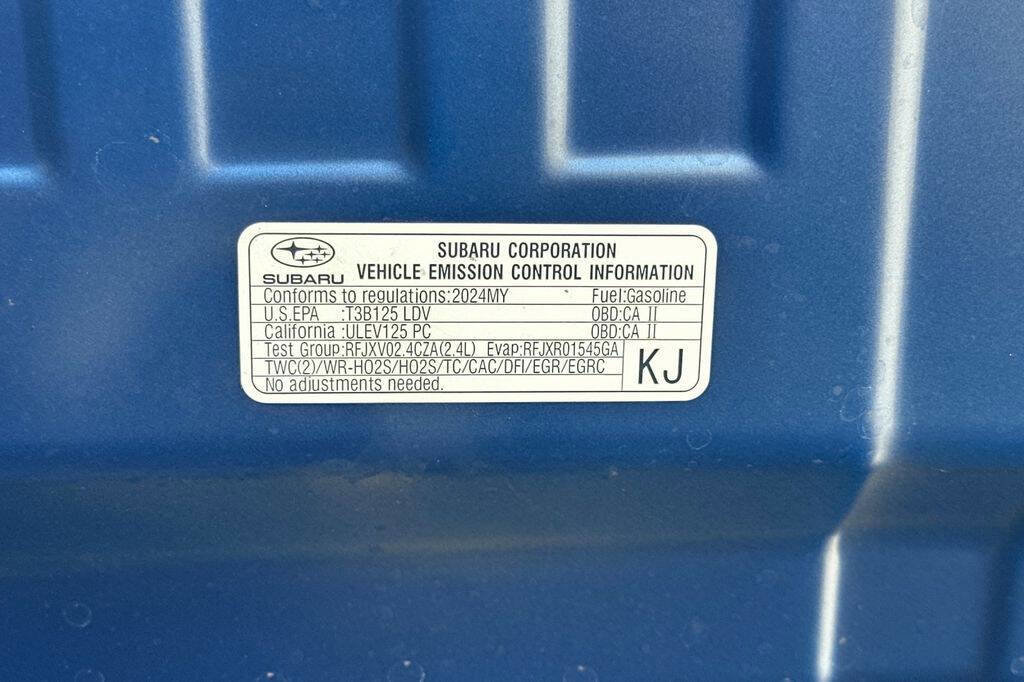 SUBARU
SUBARU CORPORATION
VEHICLE EMISSION CONTROL INFORMATION
Conforms to regulations:2024MY Fuel:Gasoline
U.S.EPA :T3B125 LDV OBD:CA II
California :ULEV125 PC OBD:CA II
Test Group:RFJXV02.4CZA(2.4L) Evap:RFJXR01545GA
TWC(2)/WR-HO2S/HO2S/TC/CAC/DFI/EGR/EGRC
No adjustments needed.
KJ